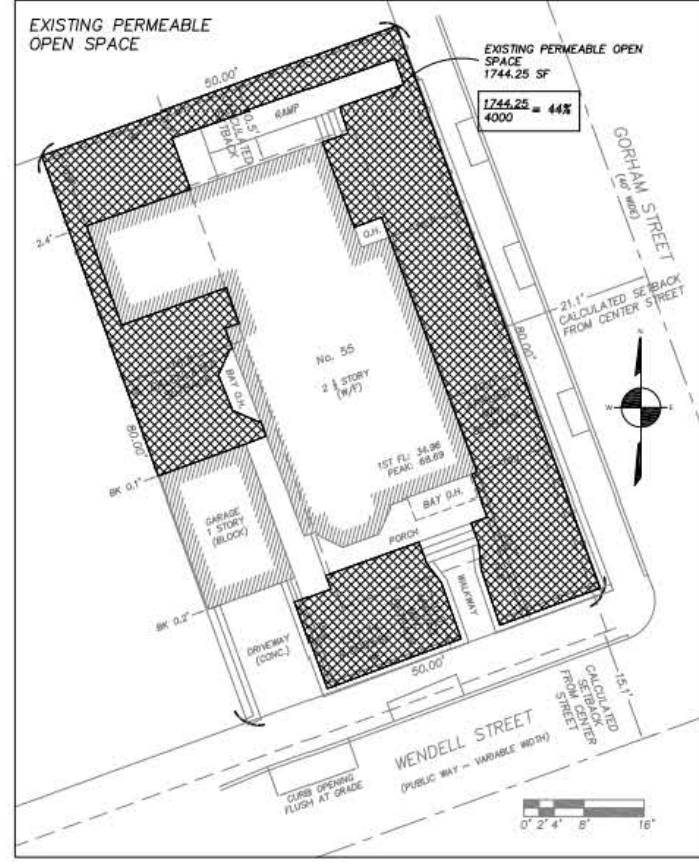 EXISTING PERMEABLE
OPEN SPACE
EXISTING PERMEABLE OPEN
SPACE
1744.25 SF
1744.25
4000
= 44%
50.00'
RAMP
SETBACK
GORHAM STREET
(40' WIDE)
O.H.
2.4'
21.1'
CALCULATED SETBACK
FROM CENTER STREET
80.00'
N
W
E
S
No. 55
2 ½ STORY
(W/F)
BAY O.H.
1ST FL: 34.96
PEAK: 68.69
80.00'
BK 0.1'
GARAGE
1 STORY
(BLOCK)
BAY O.H.
PORCH
WALKWAY
BK 0.2'
DRIVEWAY
(CONC.)
50.00'
CALCULATED
SETBACK
FROM CENTER
STREET
15.1'
WENDELL STREET
(PUBLIC WAY - VARIABLE WIDTH)
CURB OPENING
FLUSH AT GRADE
0' 2' 4' 8' 16'